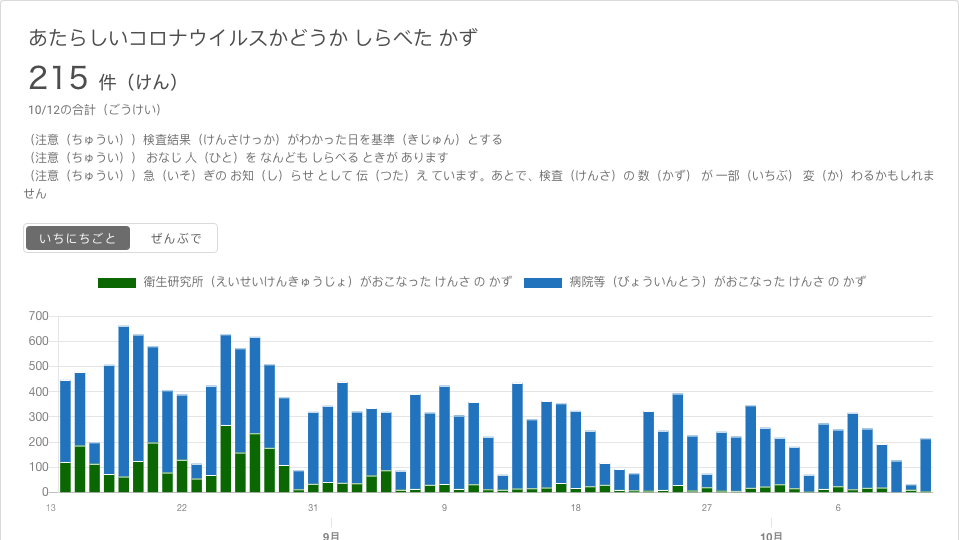 あたらしいコロナウイルスかどうか しらべた かず
215 件（けん）
10/12の合計（ごうけい）
（注意（ちゅうい））検査結果（けんさけっか）がわかった日を基準（きじゅん）とする
（注意（ちゅうい）） おなじ 人（ひと）を なんども しらべる ときが あります
（注意（ちゅうい））急（いそ）ぎの お知（し）らせ として 伝（つた）え ています。あとで、検査（けんさ）の 数（かず） が 一部（いちぶ） 変（か）わるかもしれま
せん
いちにちごと ぜんぶで
衛生研究所（えいせいけんきゅうじょ）がおこなった けんさ の かず 病院等（びょういんとう）がおこなった けんさ の かず
700
600
500
400
300
200
100
0
13 22 31 9 18 27 6
9月 10月